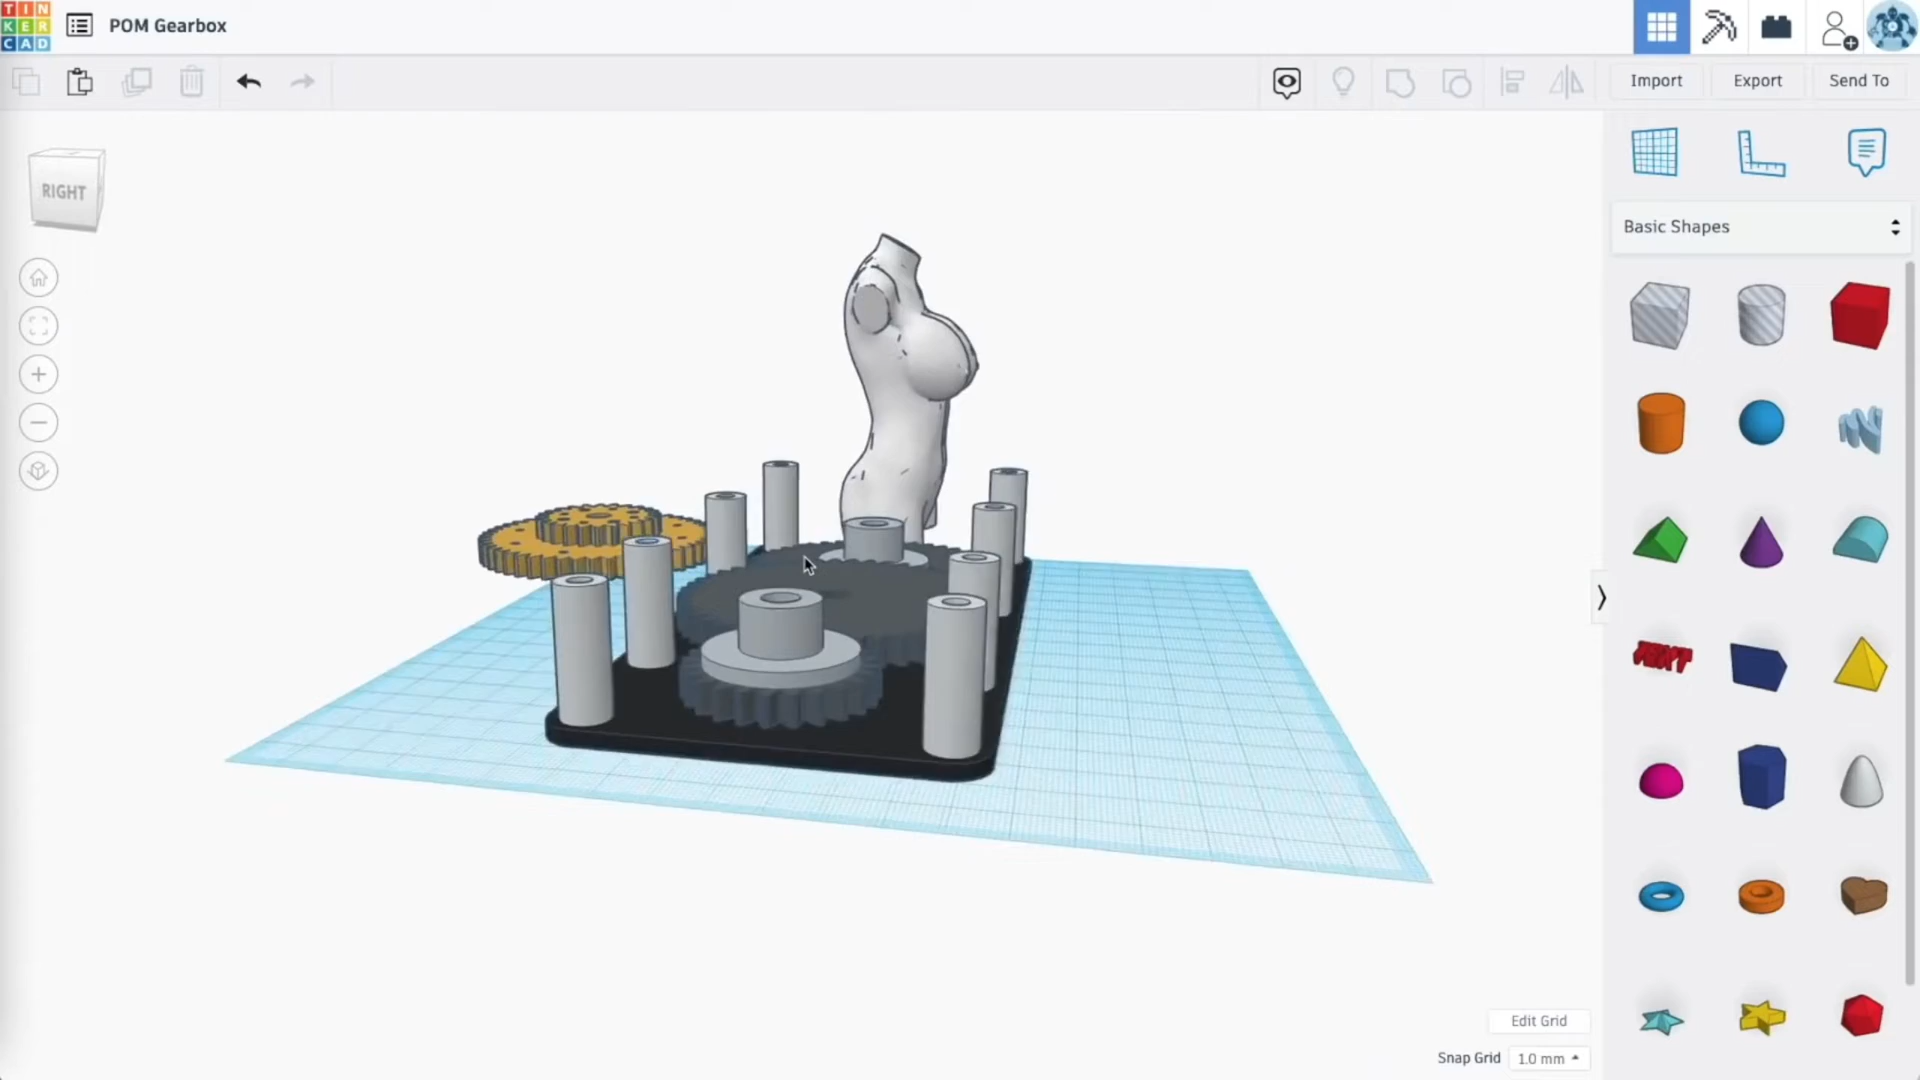 TIN
KER
CAD
POM Gearbox
Import
Export
Send To
RIGHT
Basic Shapes
TEXT
Edit Grid
Snap Grid
1.0 mm